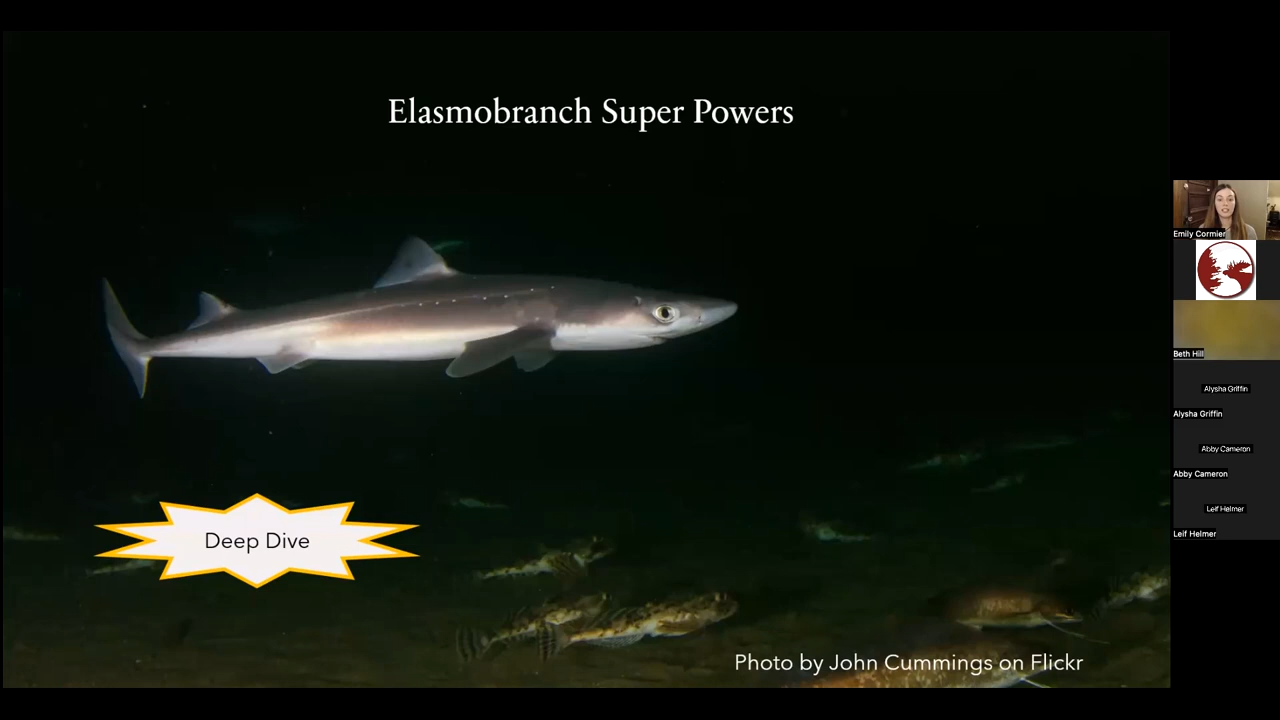 Elasmobranch Super Powers
Deep Dive
Photo by John Cummings on Flickr
Emily Cormier
Beth Hill
Alysha Griffin
Alysha Griffin
Abby Cameron
Abby Cameron
Leif Helmer
Leif Helmer